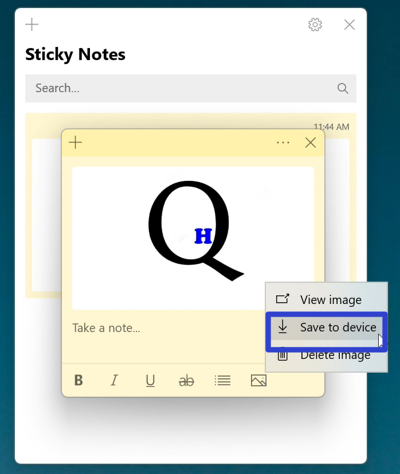 Sticky Notes
Search...
11:44 AM
Q
H
View image
Take a note...
Save to device
Delete image
B I U ab